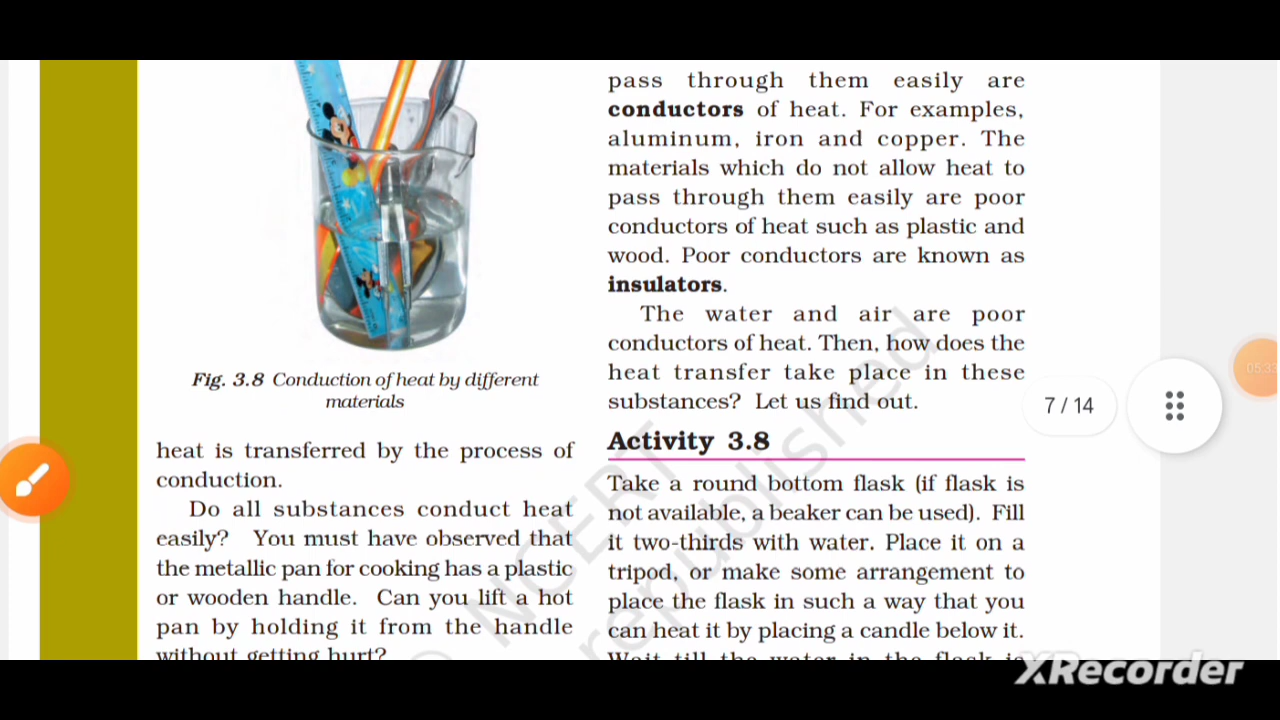 Fig. 3.8 Conduction of heat by different
materials
heat is transferred by the process of
conduction.
Do all substances conduct heat
easily? You must have observed that
the metallic pan for cooking has a plastic
or wooden handle. Can you lift a hot
pan by holding it from the handle
without getting hurt?
pass through them easily are
conductors of heat. For examples,
aluminum, iron and copper. The
materials which do not allow heat to
pass through them easily are poor
conductors of heat such as plastic and
wood. Poor conductors are known as
insulators.
The water and air are poor
conductors of heat. Then, how does the
heat transfer take place in these
substances? Let us find out.
Activity 3.8
Take a round bottom flask (if flask is
not available, a beaker can be used). Fill
it two-thirds with water. Place it on a
tripod, or make some arrangement to
place the flask in such a way that you
can heat it by placing a candle below it.
Wait till the water in the flask is
© NCERT
republished
7 / 14
05:33
XRecorder